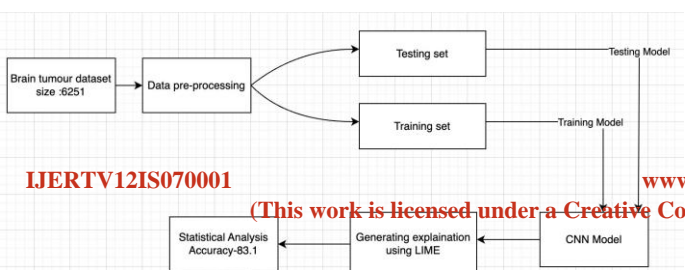 Testing set
Testing Model
Brain tumour dataset
size :6251
Data pre-processing
Training set
Training Model
IJERTV12IS070001
www
(This work is licensed under a Creative Co
Statistical Analysis
Accuracy-83.1
Generating explaination
using LIME
CNN Model